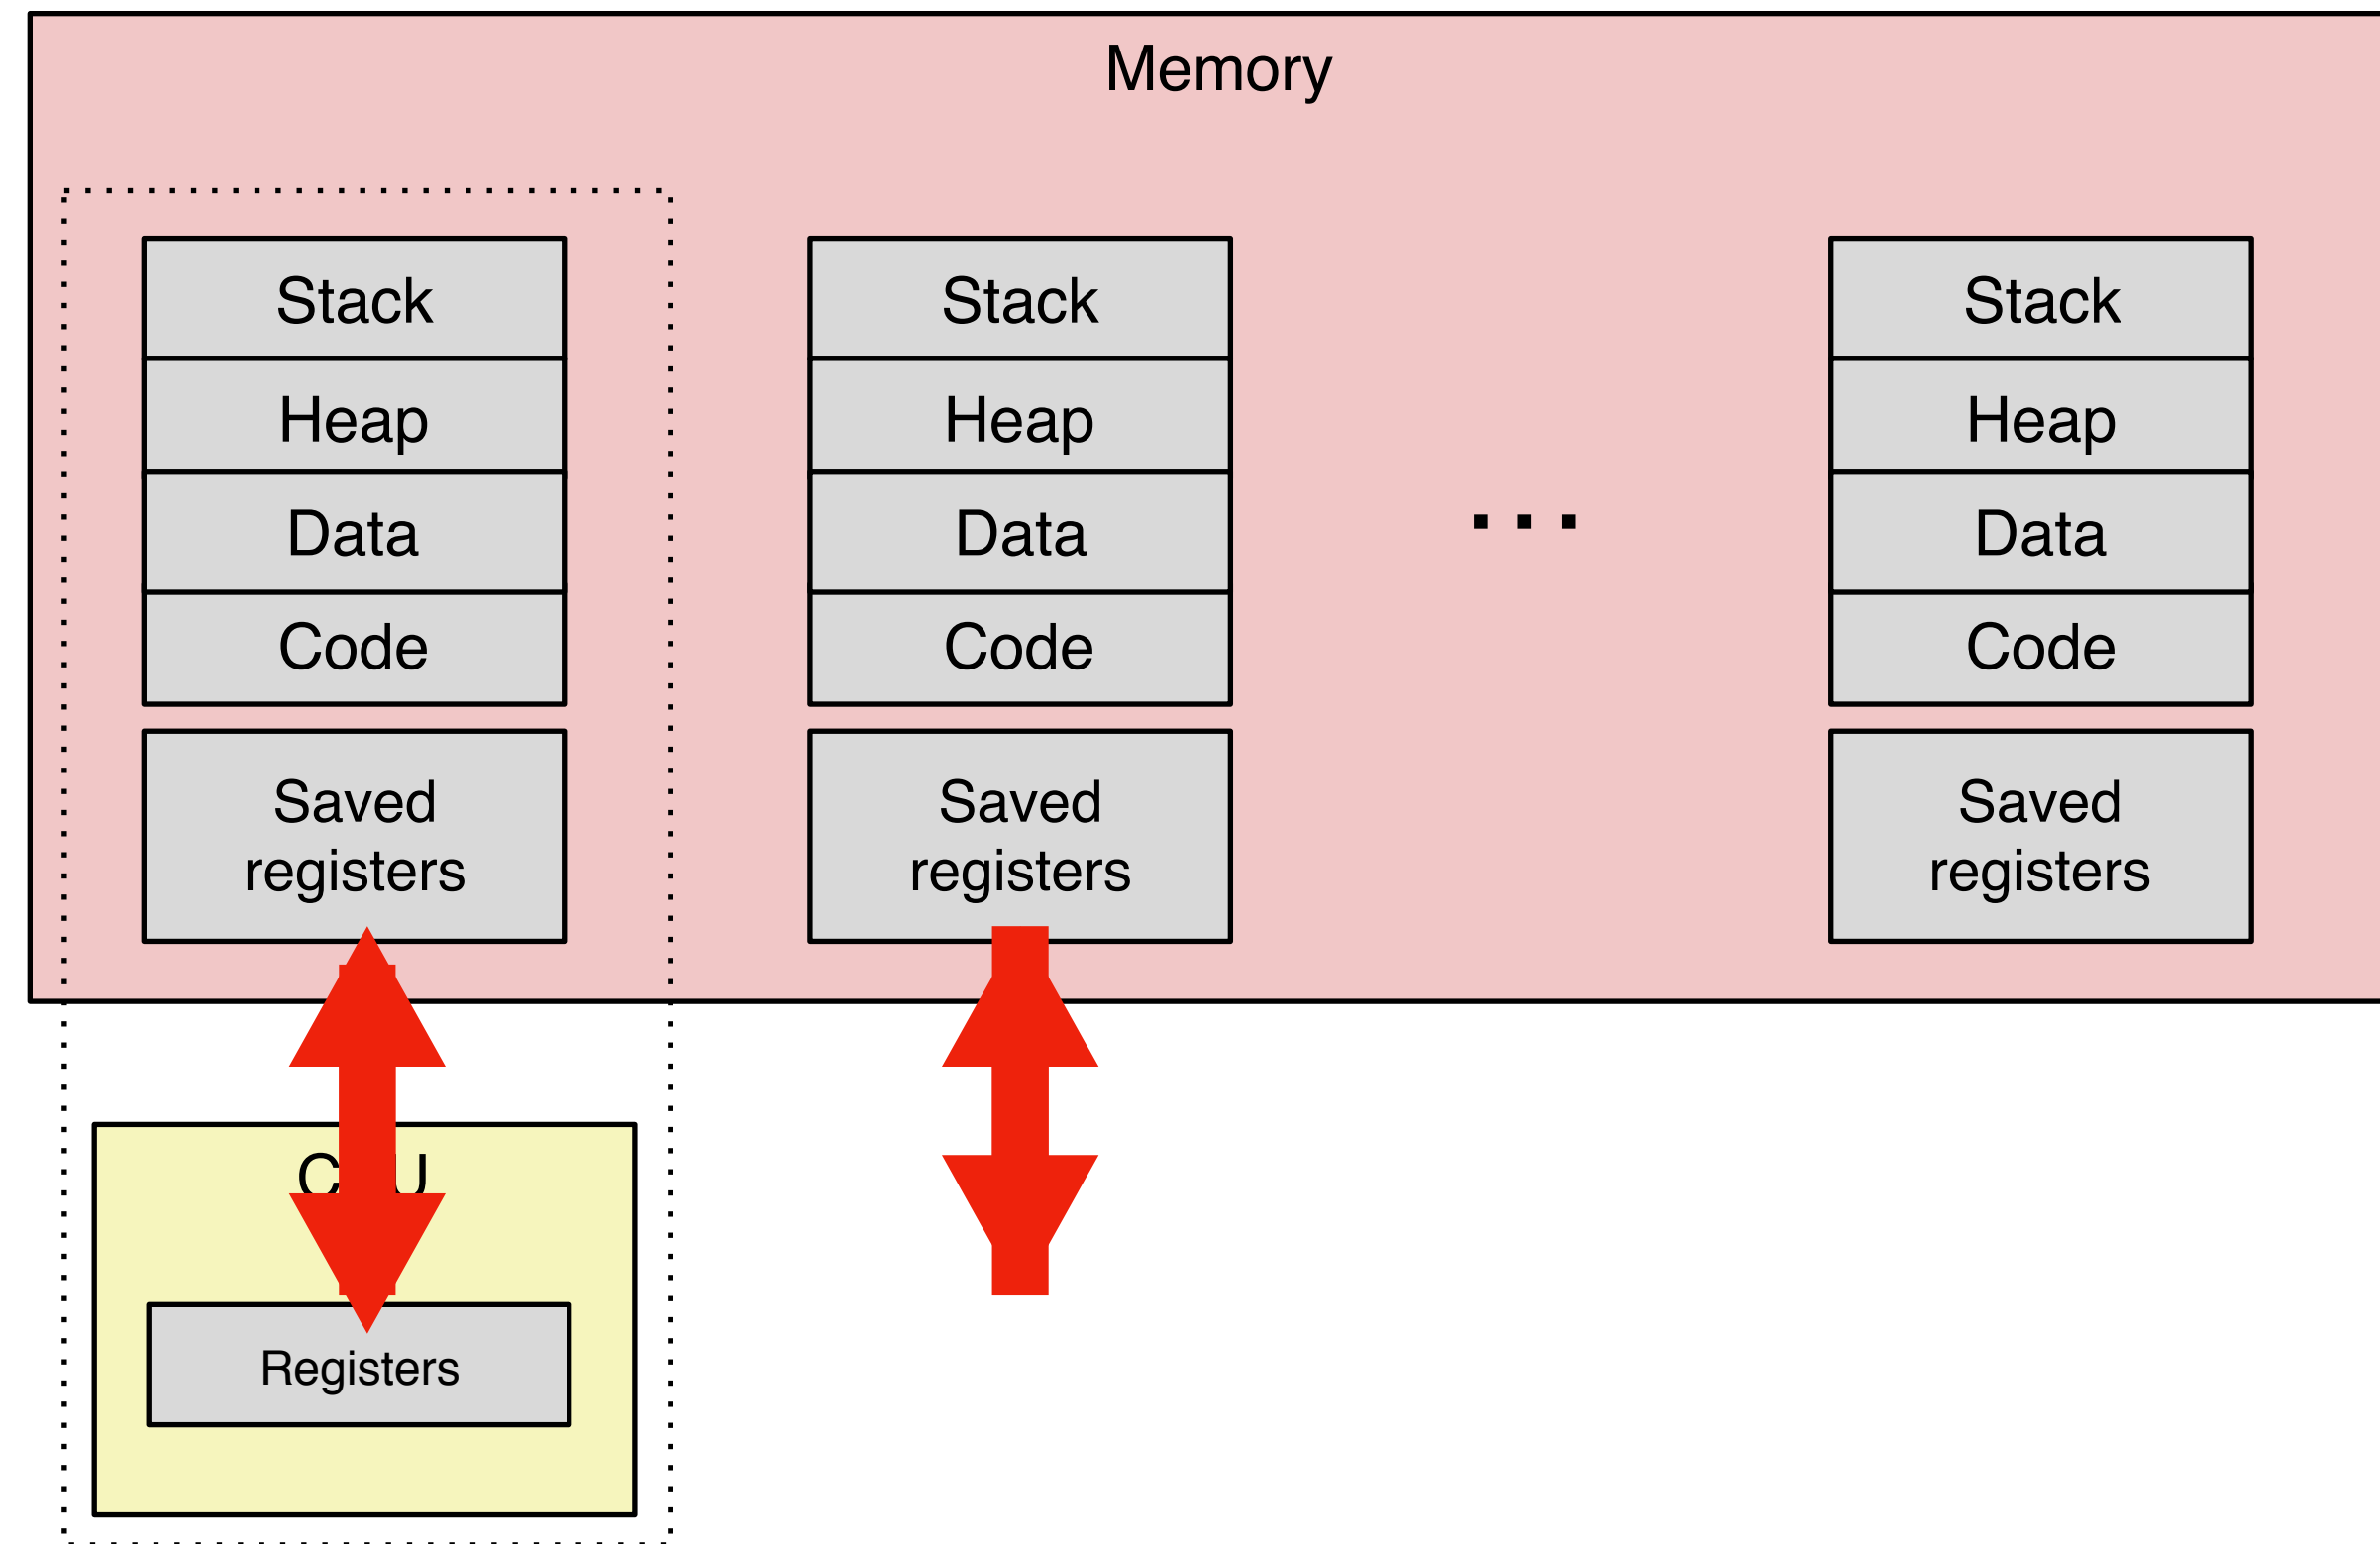 Memory
Stack
Heap
Data
Code
Saved
registers
Stack
Heap
Data
Code
Saved
registers
...
Stack
Heap
Data
Code
Saved
registers
Registers